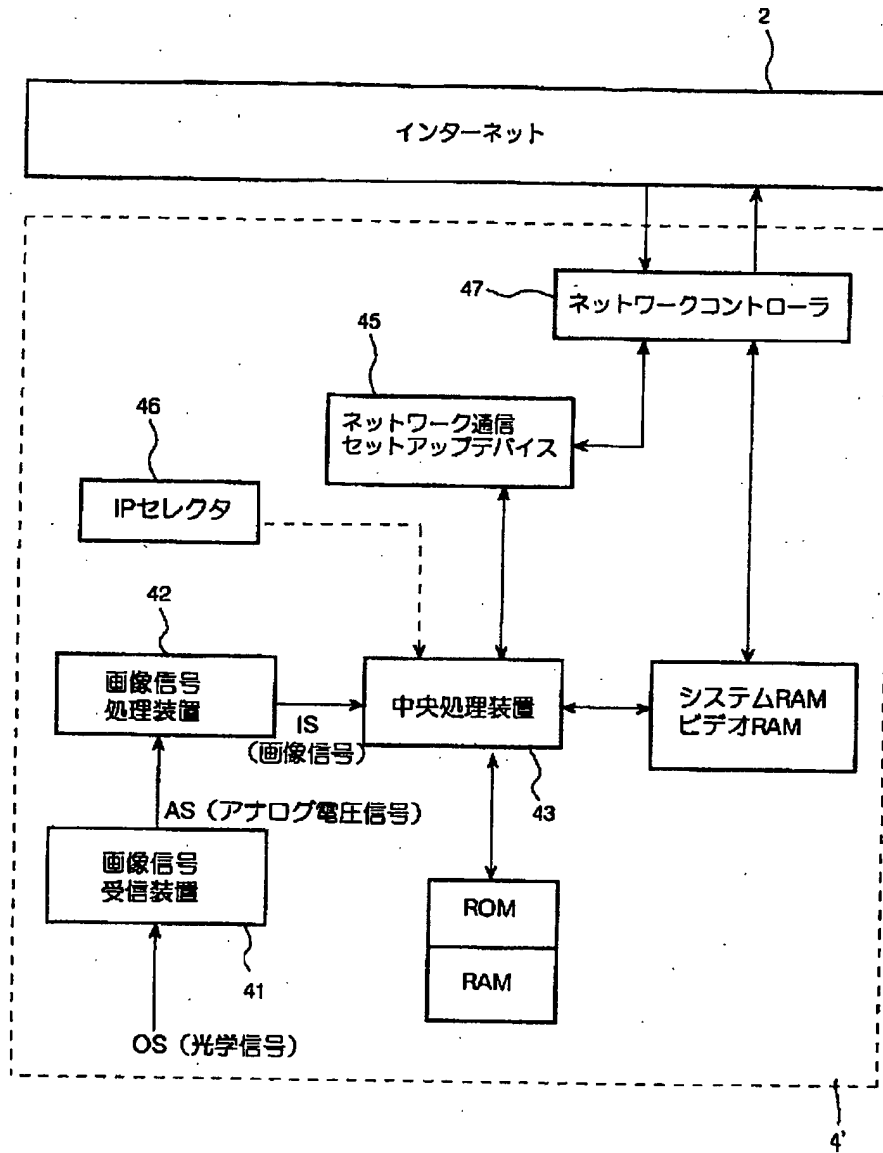 2
インターネット
47
ネットワークコントローラ
45
ネットワーク通信
セットアップデバイス
46
IPセレクタ
42
画像信号
処理装置
IS
(画像信号)
中央処理装置
43
システムRAM
ビデオRAM
AS(アナログ電圧信号)
画像信号
受信装置
41
ROM
RAM
OS(光学信号)
4'